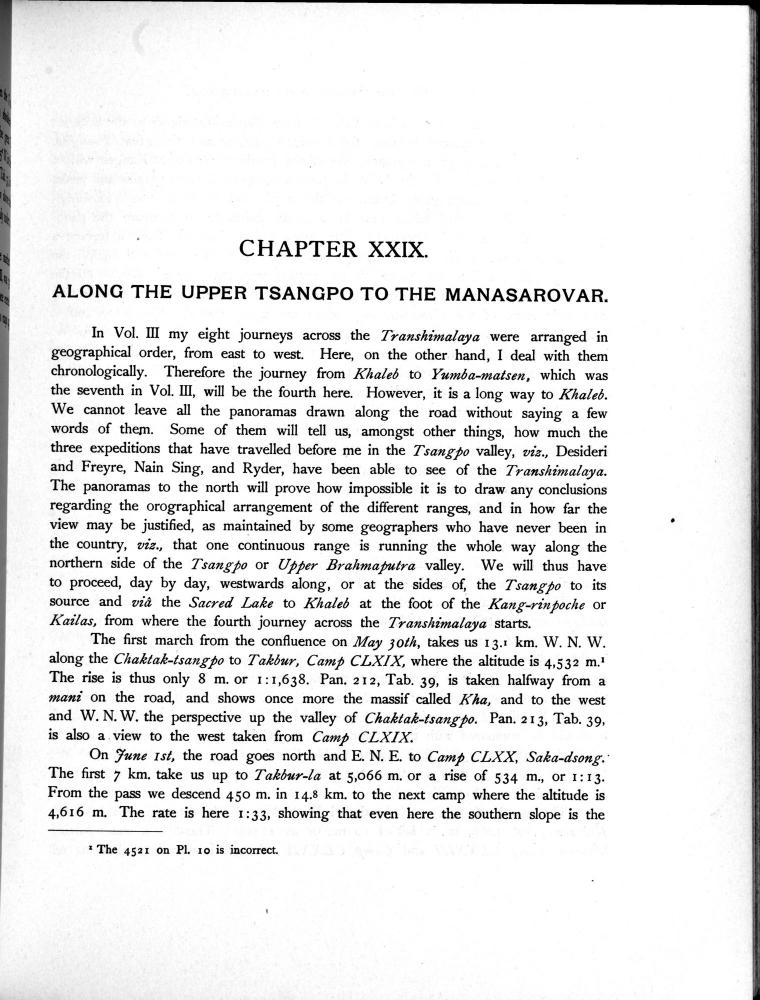 CHAPTER XXIX.
ALONG THE UPPER TSANGPO TO THE MANASAROVAR.
In Vol. III my eight journeys across the Transhimalaya were arranged in
geographical order, from east to west. Here, on the other hand, I deal with them
chronologically. Therefore the journey from Khaleb to Yumba-matsen, which was
the seventh in Vol. III, will be the fourth here. However, it is a long way to Khaleb.
We cannot leave all the panoramas drawn along the road without saying a few
words of them. Some of them will tell us, amongst other things, how much the
three expeditions that have travelled before me in the Tsangpo valley, viz., Desideri
and Freyre, Nain Sing, and Ryder, have been able to see of the Transhimalaya.
The panoramas to the north will prove how impossible it is to draw any conclusions
regarding the orographical arrangement of the different ranges, and in how far the
view may be justified, as maintained by some geographers who have never been in
the country, viz., that one continuous range is running the whole way along the
northern side of the Tsangpo or Upper Brahmaputra valley. We will thus have
to proceed, day by day, westwards along, or at the sides of, the Tsangpo to its
source and viâ the Sacred Lake to Khaleb at the foot of the Kang-rinpoche or
Kailas, from where the fourth journey across the Transhimalaya starts.
The first march from the confluence on May 30th, takes us 13.1 km. W. N. W.
along the Chaktak-tsangpo to Takbur, Camp CLXIX, where the altitude is 4,532 m.¹
The rise is thus only 8 m. or 1:1,638. Pan. 212, Tab. 39, is taken halfway from a
mani on the road, and shows once more the massif called Kha, and to the west
and W. N. W. the perspective up the valley of Chaktak-tsangpo. Pan. 213, Tab. 39,
is also a view to the west taken from Camp CLXIX.
On June 1st, the road goes north and E. N. E. to Camp CLXX, Saka-dsong.
The first 7 km. take us up to Takbur-la at 5,066 m. or a rise of 534 m., or 1:13.
From the pass we descend 450 m. in 14.8 km. to the next camp where the altitude is
4,616 m. The rate is here 1:33, showing that even here the southern slope is the
¹ The 4521 on Pl. 10 is incorrect.